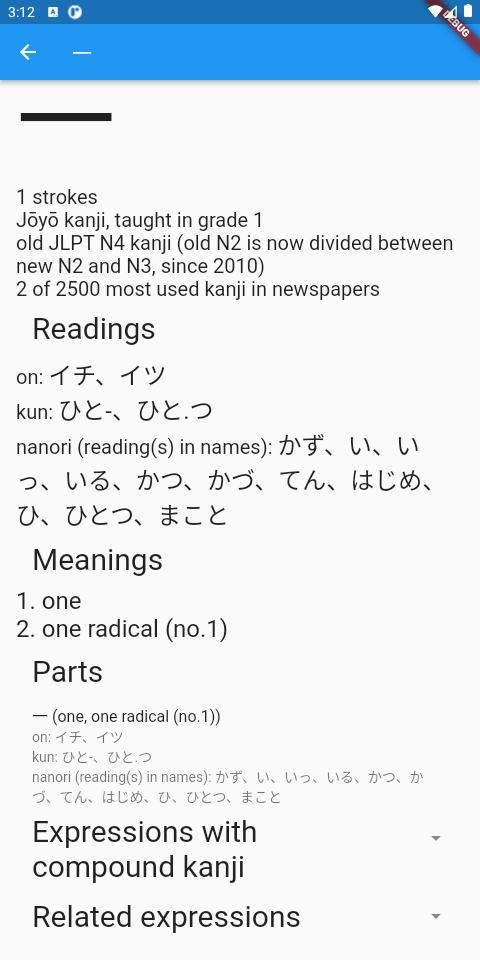 3:12
DEBUG
一
一
1 strokes
Jōyō kanji, taught in grade 1
old JLPT N4 kanji (old N2 is now divided between
new N2 and N3, since 2010)
2 of 2500 most used kanji in newspapers
Readings
on: イチ、イツ
kun: ひと-、ひと.つ
nanori (reading(s) in names): かず、い、い
っ、いる、かつ、かづ、てん、はじめ、
ひ、ひとつ、まこと
Meanings
1. one
2. one radical (no.1)
Parts
一 (one, one radical (no.1))
on: イチ、イツ
kun: ひと-、ひと.つ
nanori (reading(s) in names): かず、い、いっ、いる、かつ、か
づ、てん、はじめ、ひ、ひとつ、まこと
Expressions with
compound kanji
Related expressions